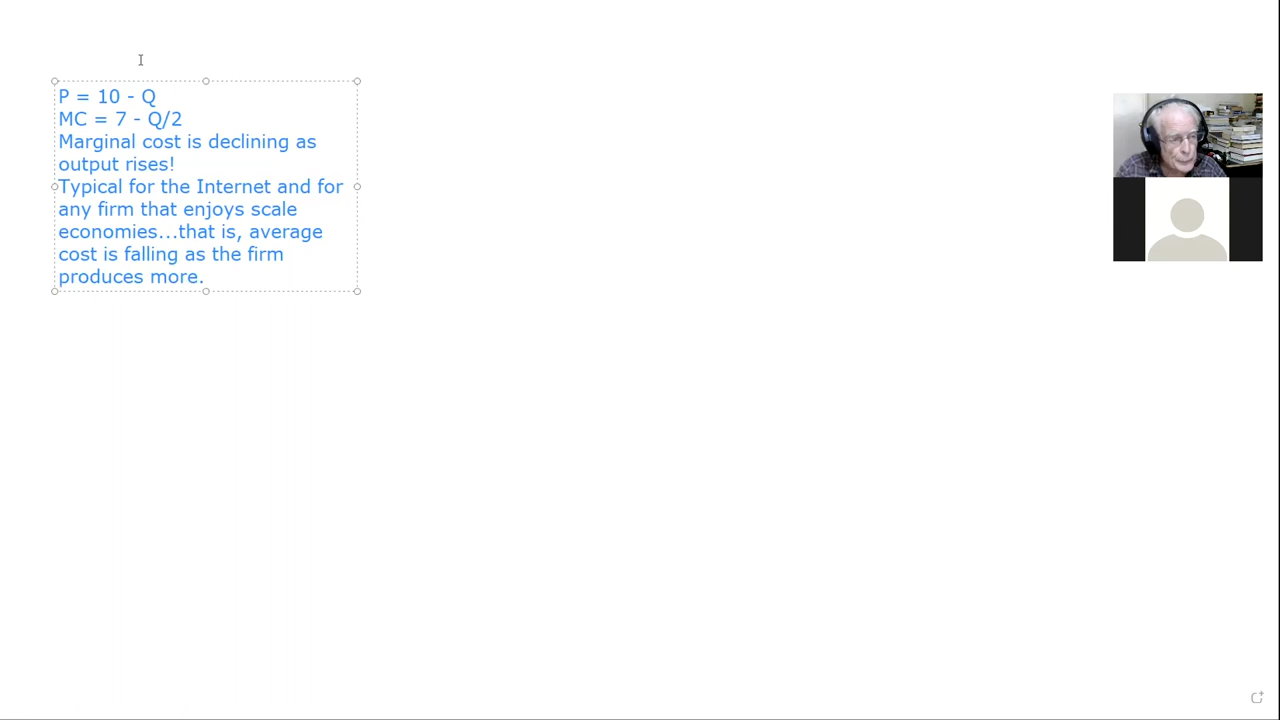 P = 10 - Q
MC = 7 - Q/2
Marginal cost is declining as
output rises!
Typical for the Internet and for
any firm that enjoys scale
economies...that is, average
cost is falling as the firm
produces more.